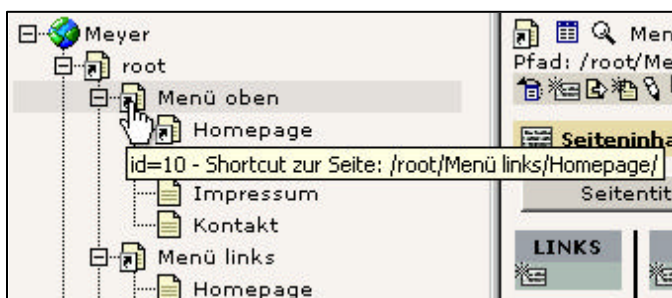 Meyer
root
Menü oben
Homepage
id=10 - Shortcut zur Seite: /root/Menü links/Homepage/
Impressum
Kontakt
Menü links
Homepage
Men
Pfad: /root/Me
Seiteninha
Seitentit
LINKS